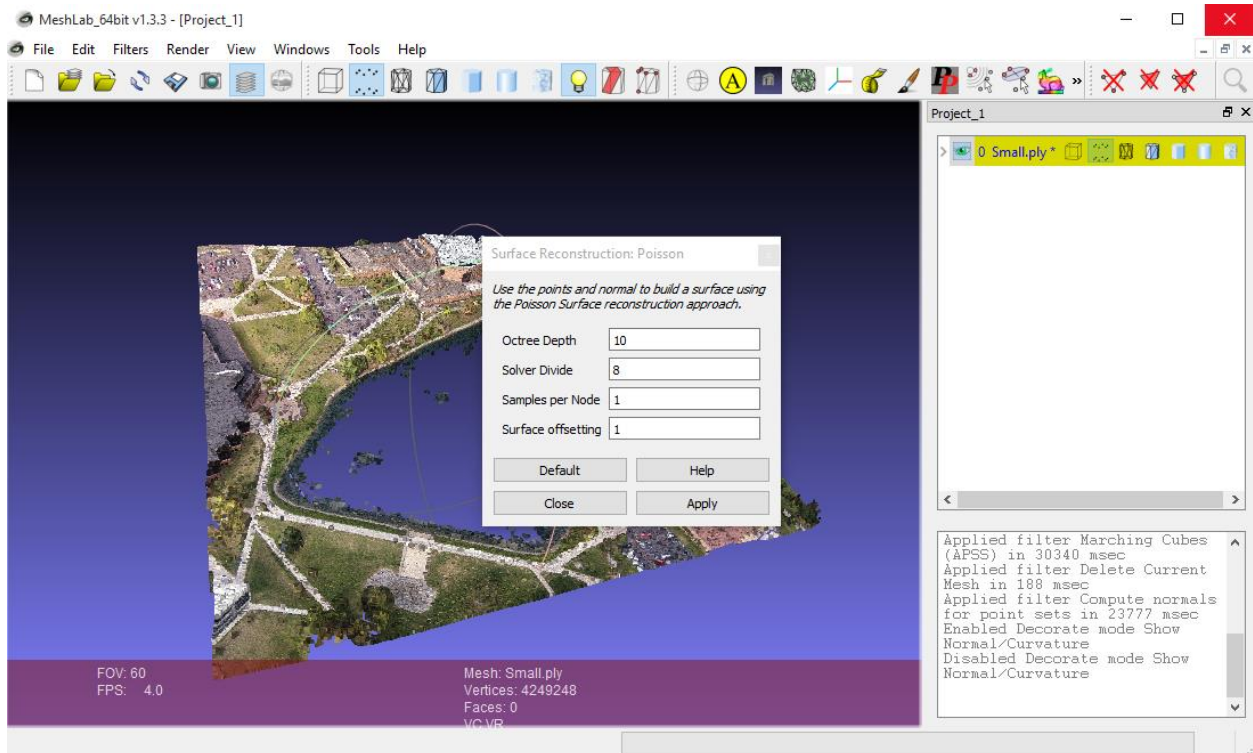 MeshLab_64bit v1.3.3 - [Project_1]
File Edit Filters Render View Windows Tools Help
A
Project_1
0 Small.ply *
Surface Reconstruction: Poisson
Use the points and normal to build a surface using
the Poisson Surface reconstruction approach.
Octree Depth 10
Solver Divide 8
Samples per Node 1
Surface offsetting 1
Default Help
Close Apply
Applied filter Marching Cubes
(APSS) in 30340 msec
Applied filter Delete Current
Mesh in 188 msec
Applied filter Compute normals
for point sets in 23777 msec
Enabled Decorate mode Show
Normal/Curvature
Disabled Decorate mode Show
Normal/Curvature
FOV: 60
FPS: 4.0
Mesh: Small.ply
Vertices: 4249248
Faces: 0
VC VR